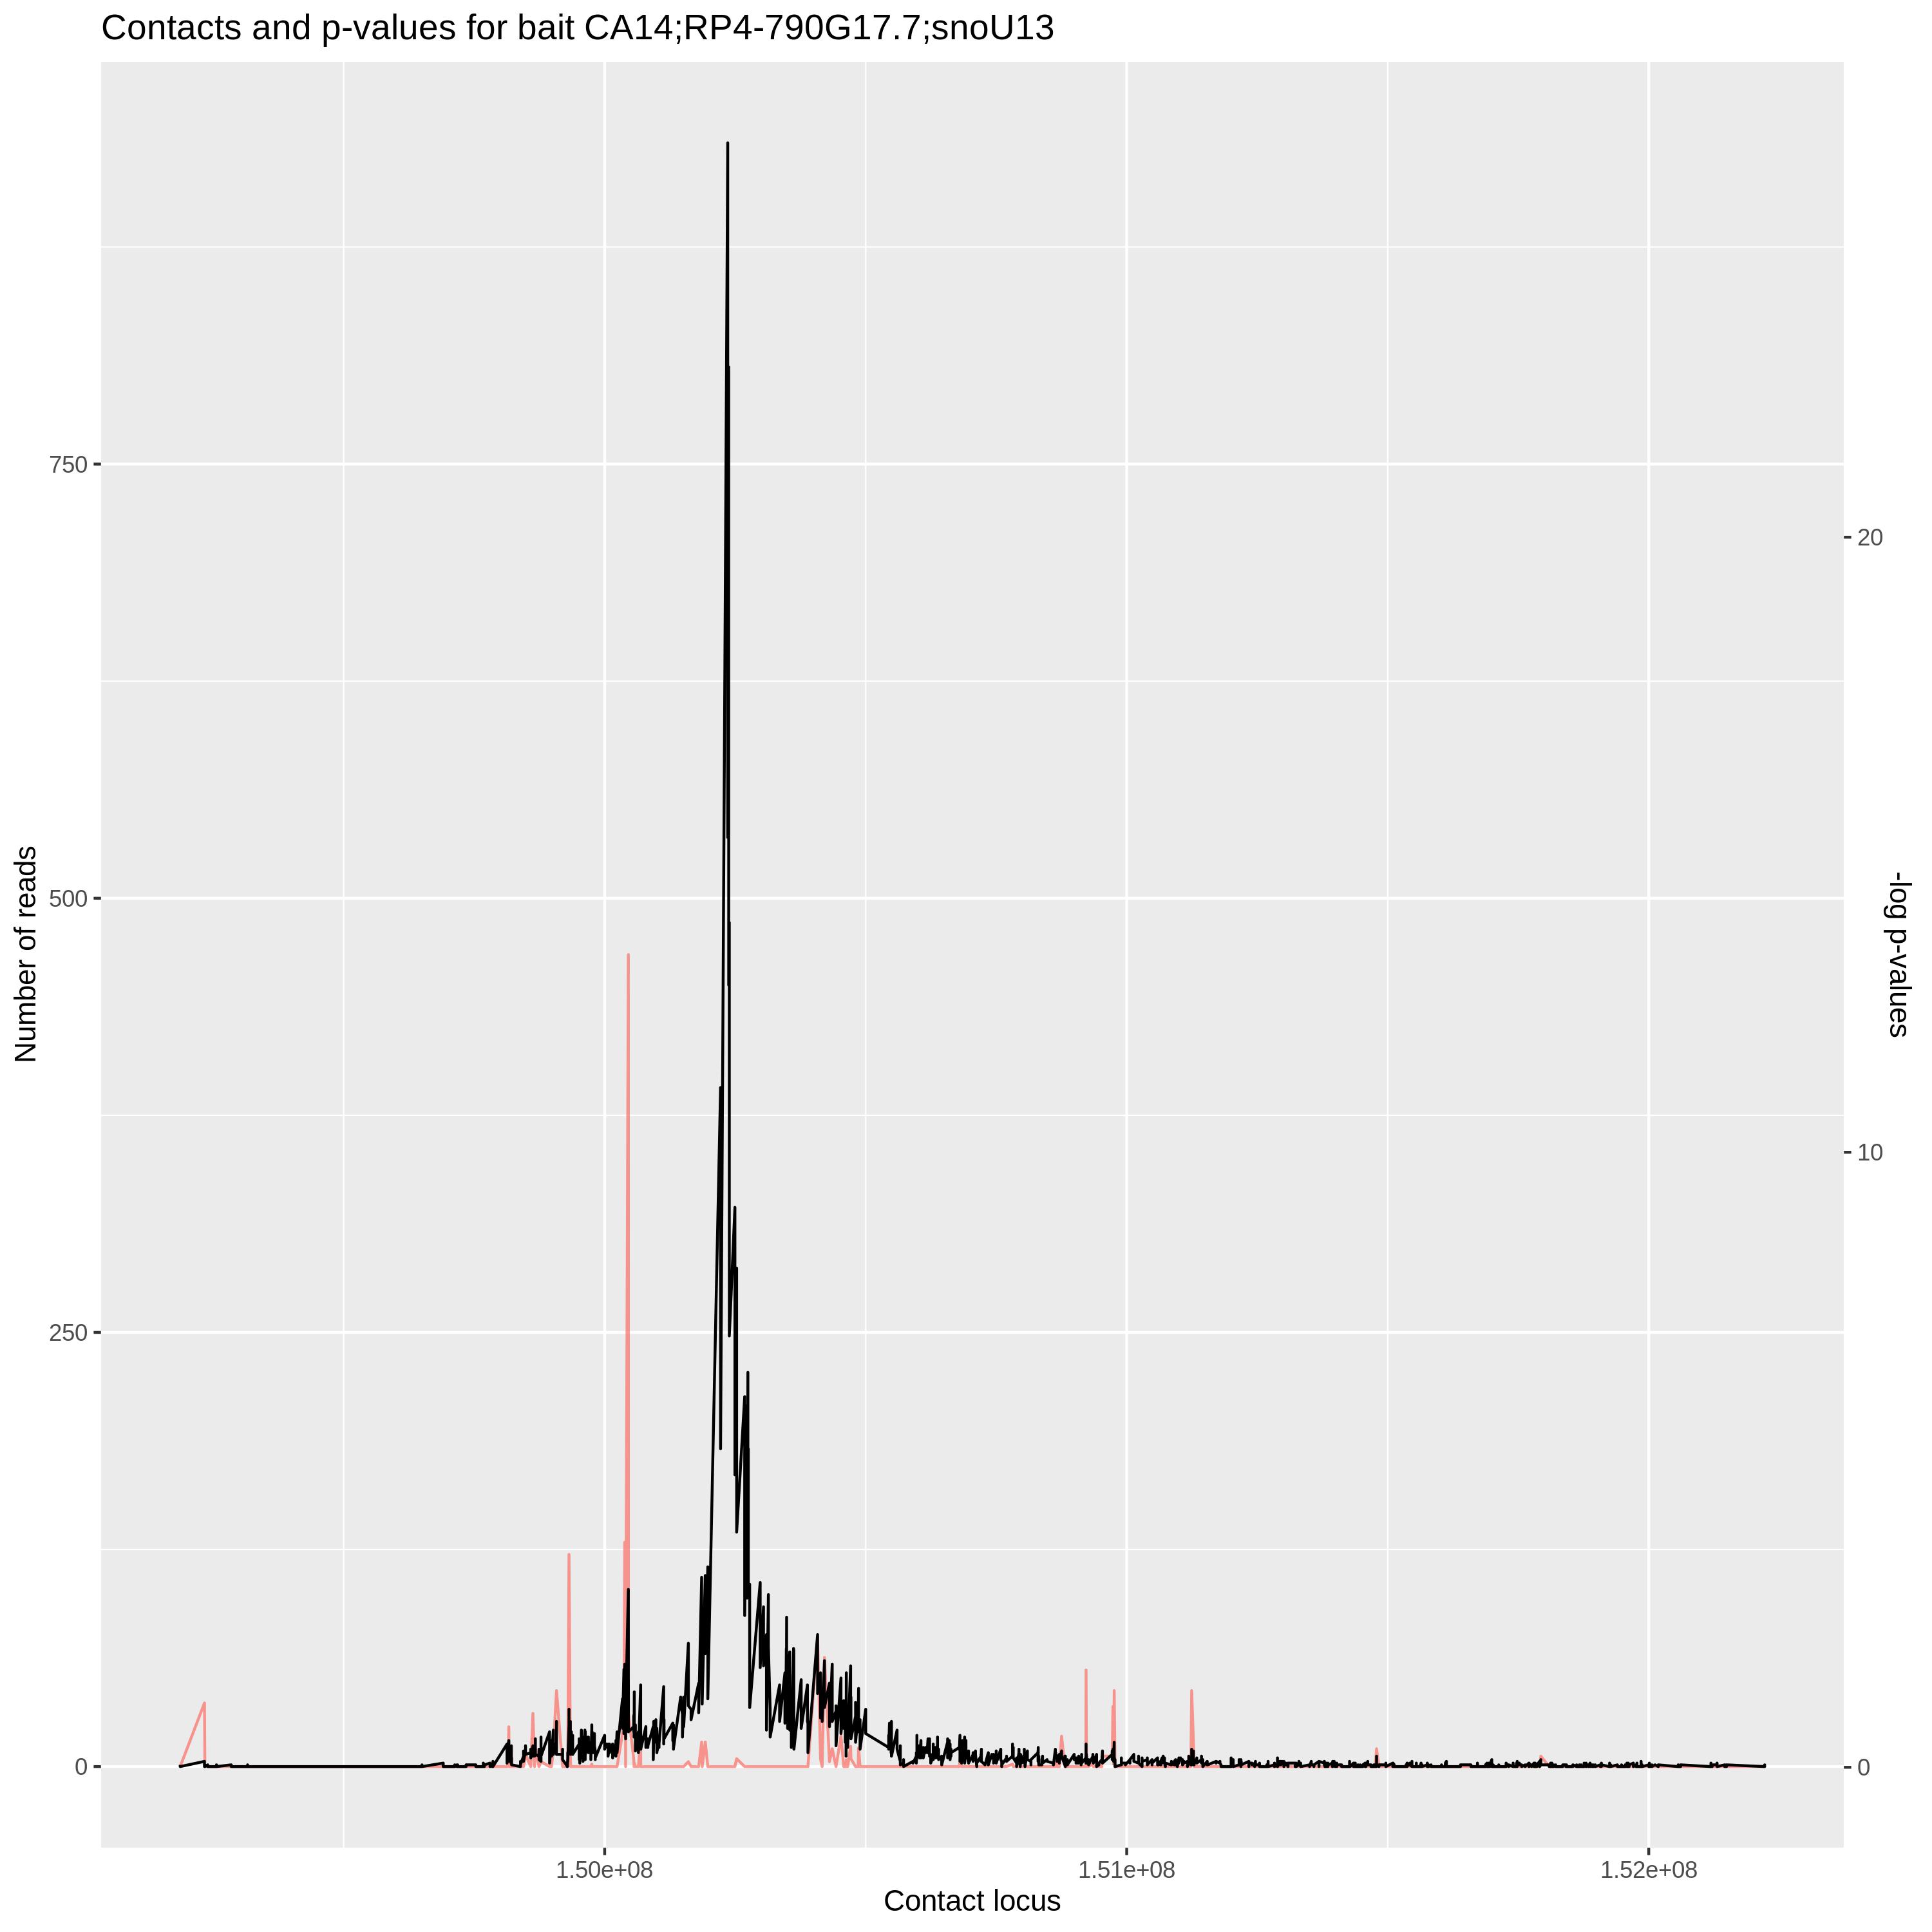 Contacts and p-values for bait CA14;RP4-790G17.7;snoU13
750
500
250
0
Number of reads
20
10
0
-log p-values
1.50e+08
1.51e+08
1.52e+08
Contact locus